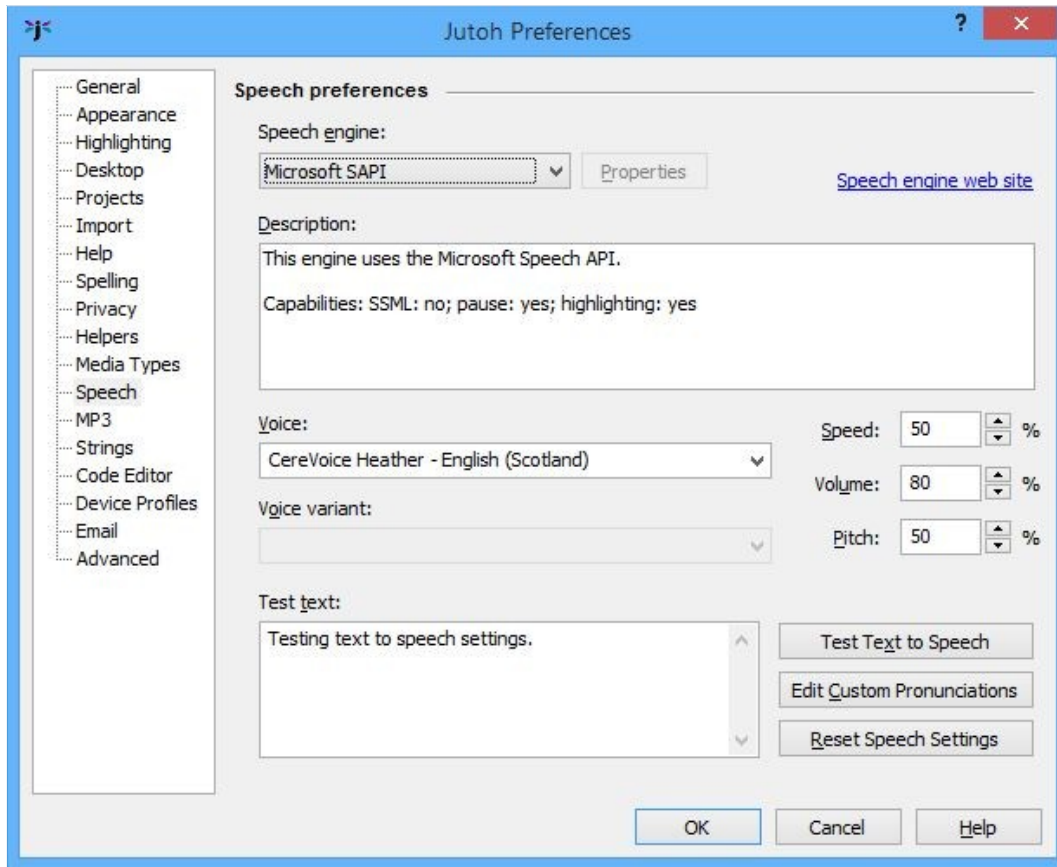 Jutoh Preferences
?
General
Appearance
Highlighting
Desktop
Projects
Import
Help
Spelling
Privacy
Helpers
Media Types
Speech
MP3
Strings
Code Editor
Device Profiles
Email
Advanced
Speech preferences
Speech engine:
Microsoft SAPI
Properties
Speech engine web site
Description:
This engine uses the Microsoft Speech API.
Capabilities: SSML: no; pause: yes; highlighting: yes
Voice:
CereVoice Heather - English (Scotland)
Voice variant:
Speed: 50 %
Volume: 80 %
Pitch: 50 %
Test text:
Testing text to speech settings.
Test Text to Speech
Edit Custom Pronunciations
Reset Speech Settings
OK
Cancel
Help